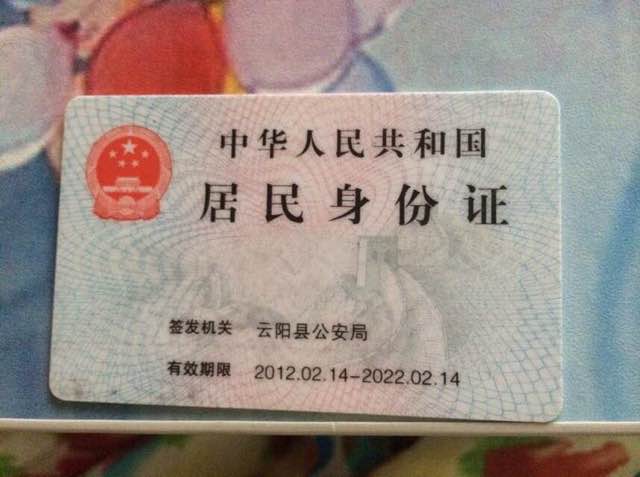 中华人民共和国
居民身份证
签发机关 云阳县公安局
有效期限 2012.02.14-2022.02.14